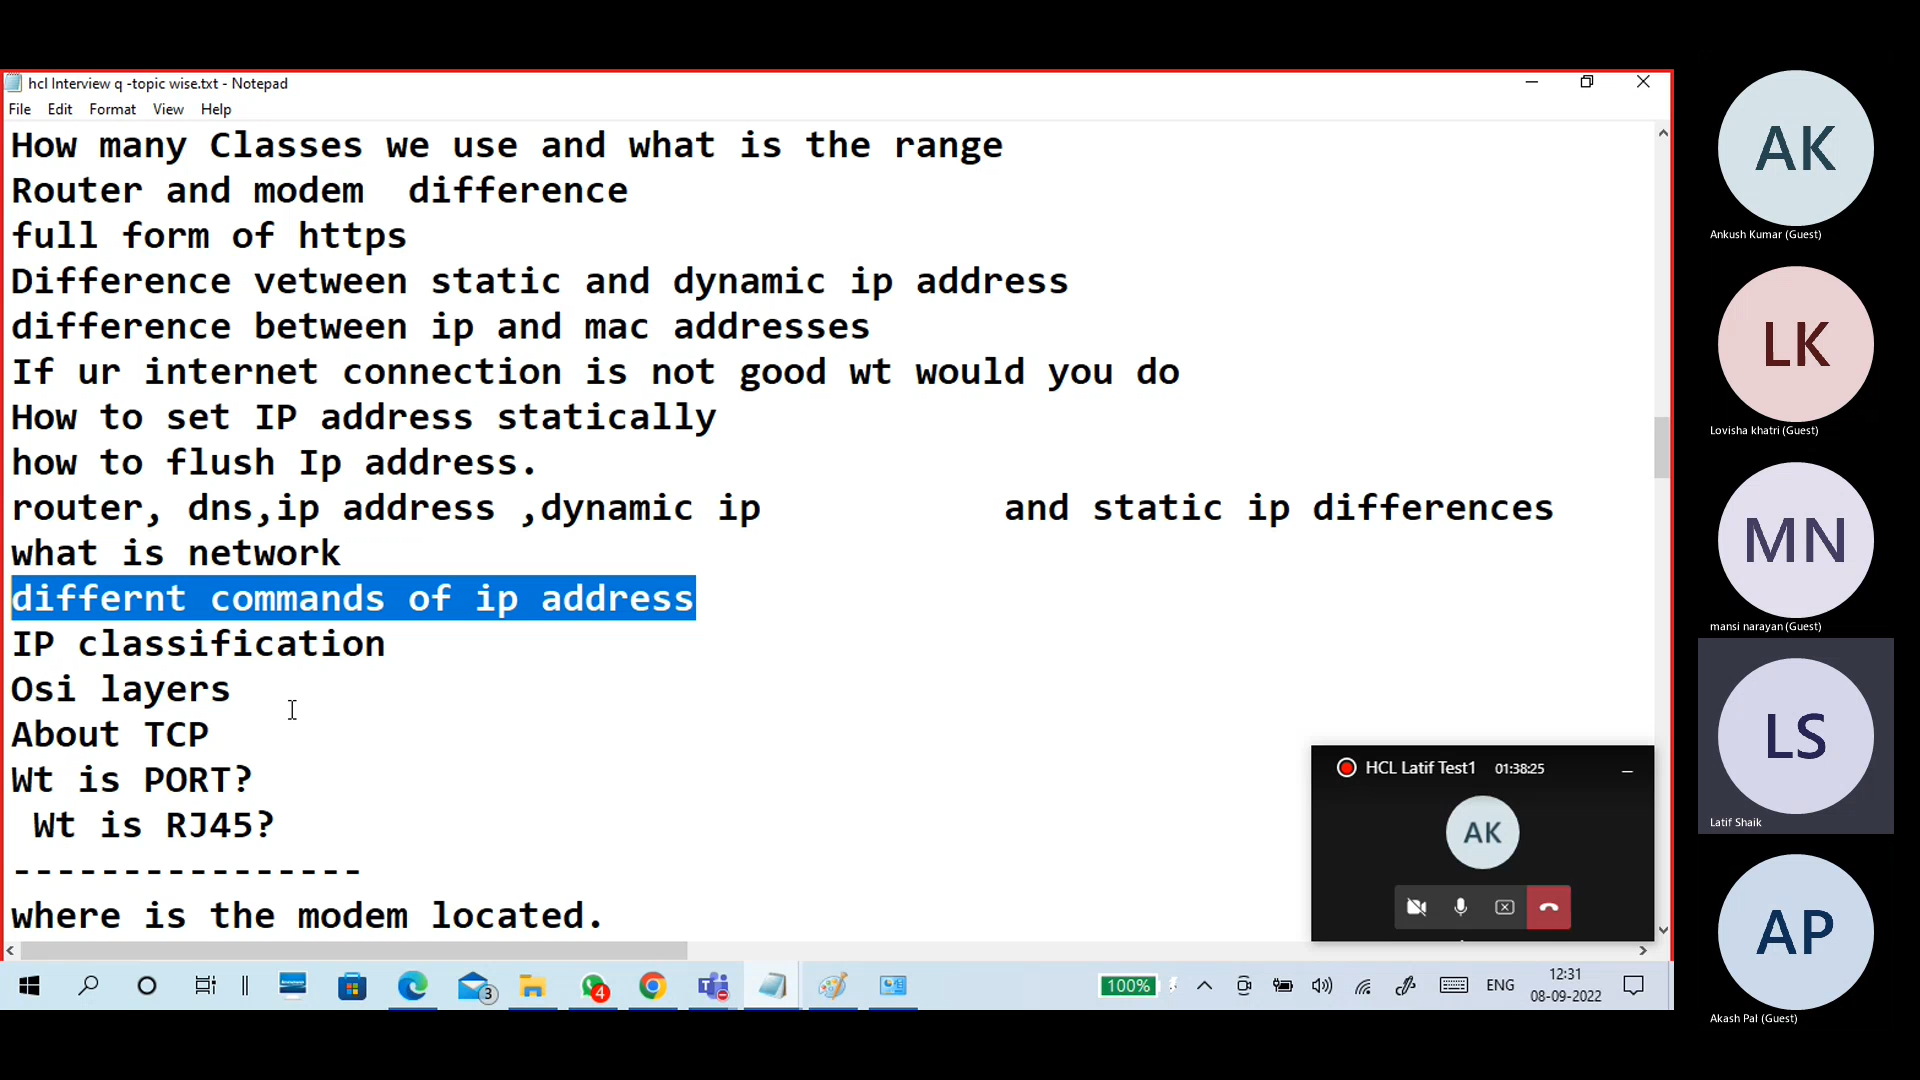 hcl Interview q -topic wise.txt - Notepad
File Edit Format View Help
How many Classes we use and what is the range
Router and modem  difference
full form of https
Difference vetween static and dynamic ip address
difference between ip and mac addresses
If ur internet connection is not good wt would you do
How to set IP address statically
how to flush Ip address.
router, dns,ip address ,dynamic ip           and static ip differences
what is network
differnt commands of ip address
IP classification
Osi layers
About TCP
Wt is PORT?
 Wt is RJ45?
----------------
where is the modem located.
HCL Latif Test1 01:38:25
AK
3
4
100%
ENG
12:31
08-09-2022
AK
Ankush Kumar (Guest)
LK
Lovisha khatri (Guest)
MN
mansi narayan (Guest)
LS
Latif Shaik
AP
Akash Pal (Guest)